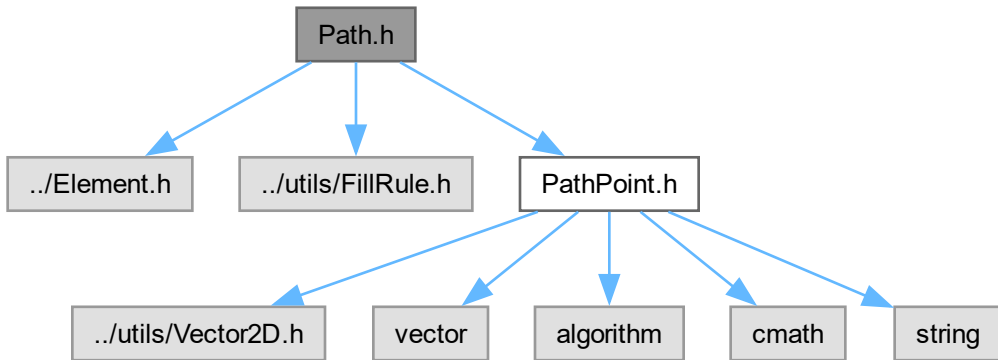 Path.h
../Element.h
../utils/FillRule.h
PathPoint.h
../utils/Vector2D.h
vector
algorithm
cmath
string